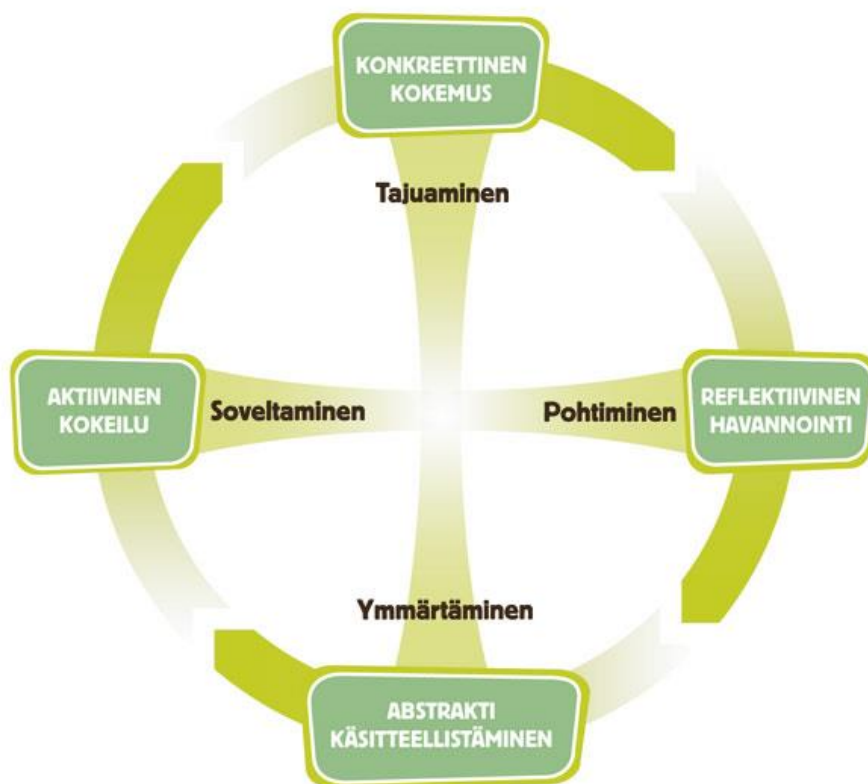 KONKREETTINEN
KOKEMUS
Tajuaminen
AKTIIVINEN
KOKEILU
Soveltaminen
Pohtiminen
REFLEKTIIVINEN
HAVANNOINTI
Ymmärtäminen
ABSTRAKTI
KÄSITTEELLISTÄMINEN